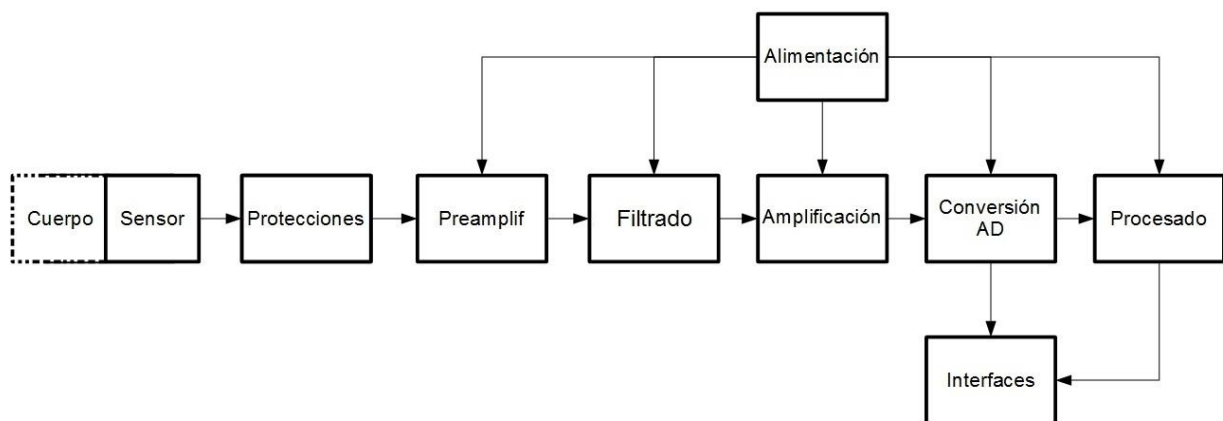 Alimentación
Cuerpo
Sensor
Protecciones
Preamplif
Filtrado
Amplificación
Conversión
AD
Procesado
Interfaces